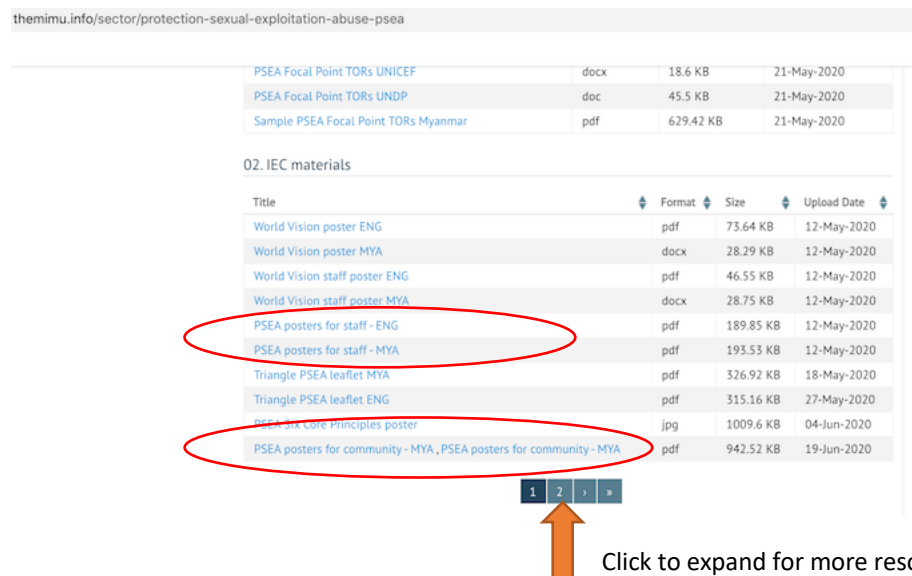 themimu.info/sector/protection-sexual-exploitation-abuse-psea
PSEA Focal Point TORs UNICEF docx 18.6 KB 21-May-2020
PSEA Focal Point TORs UNDP doc 45.5 KB 21-May-2020
Sample PSEA Focal Point TORs Myanmar pdf 629.42 KB 21-May-2020
02. IEC materials
Title Format Size Upload Date
World Vision poster ENG pdf 73.64 KB 12-May-2020
World Vision poster MYA docx 28.29 KB 12-May-2020
World Vision staff poster ENG pdf 46.55 KB 12-May-2020
World Vision staff poster MYA docx 28.75 KB 12-May-2020
PSEA posters for staff - ENG pdf 189.85 KB 12-May-2020
PSEA posters for staff - MYA pdf 193.53 KB 12-May-2020
Triangle PSEA leaflet MYA pdf 326.92 KB 18-May-2020
Triangle PSEA leaflet ENG pdf 315.16 KB 27-May-2020
PSEA Six Core Principles poster jpg 1009.6 KB 04-Jun-2020
PSEA posters for community - MYA , PSEA posters for community - MYA pdf 942.52 KB 19-Jun-2020
1 2 › »
Click to expand for more reso